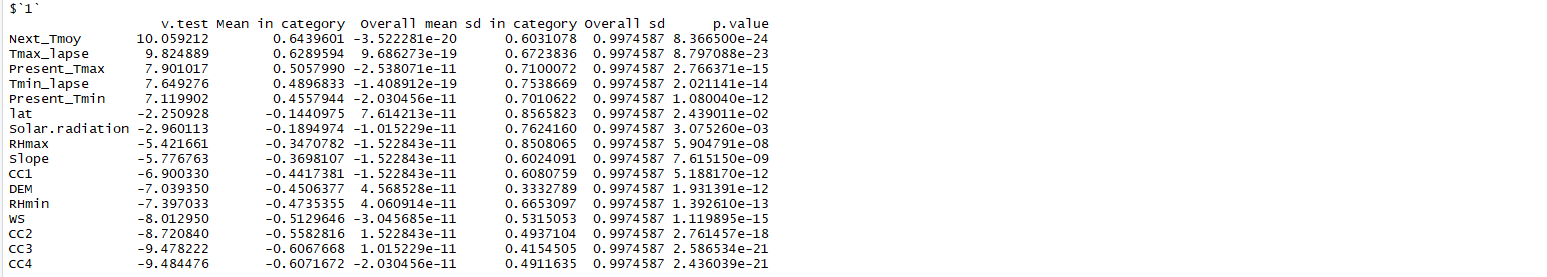 $`1`
v.test Mean in category Overall mean sd in category Overall sd p.value
Next_Tmoy 10.059212 0.6439601 -3.522281e-20 0.6031078 0.9974587 8.366500e-24
Tmax_lapse 9.824889 0.6289594 9.686273e-19 0.6723836 0.9974587 8.797088e-23
Present_Tmax 7.901017 0.5057990 -2.538071e-11 0.7100072 0.9974587 2.766371e-15
Tmin_lapse 7.649276 0.4896833 -1.408912e-19 0.7538669 0.9974587 2.021141e-14
Present_Tmin 7.119902 0.4557944 -2.030456e-11 0.7010622 0.9974587 1.080040e-12
lat -2.250928 -0.1440975 7.614213e-11 0.8565823 0.9974587 2.439011e-02
Solar.radiation -2.960113 -0.1894974 -1.015229e-11 0.7624160 0.9974587 3.075260e-03
RHmax -5.421661 -0.3470782 -1.522843e-11 0.8508065 0.9974587 5.904791e-08
Slope -5.776763 -0.3698107 -1.522843e-11 0.6024091 0.9974587 7.615150e-09
CC1 -6.900330 -0.4417381 -1.522843e-11 0.6080759 0.9974587 5.188170e-12
DEM -7.039350 -0.4506377 4.568528e-11 0.3332789 0.9974587 1.931391e-12
RHmin -7.397033 -0.4735355 4.060914e-11 0.6653097 0.9974587 1.392610e-13
WS -8.012950 -0.5129646 -3.045685e-11 0.5315053 0.9974587 1.119895e-15
CC2 -8.720840 -0.5582816 1.522843e-11 0.4937104 0.9974587 2.761457e-18
CC3 -9.478222 -0.6067668 1.015229e-11 0.4154505 0.9974587 2.586534e-21
CC4 -9.484476 -0.6071672 -2.030456e-11 0.4911635 0.9974587 2.436039e-21